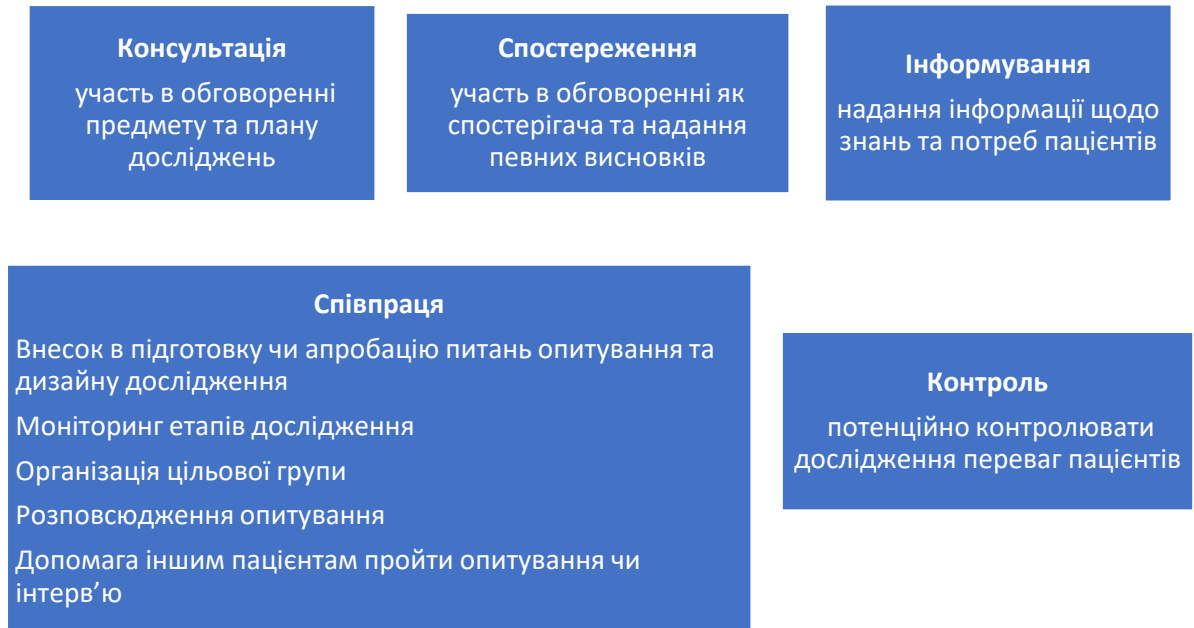 Консультація
участь в обговоренні
предмету та плану
досліджень
Спостереження
участь в обговоренні як
спостерігача та надання
певних висновків
Інформування
надання інформації щодо
знань та потреб пацієнтів
Співпраця
Внесок в підготовку чи апробацію питань опитування та
дизайну дослідження
Моніторинг етапів дослідження
Організація цільової групи
Розповсюдження опитування
Допомага іншим пацієнтам пройти опитування чи
інтерв’ю
Контроль
потенційно контролювати
дослідження переваг пацієнтів